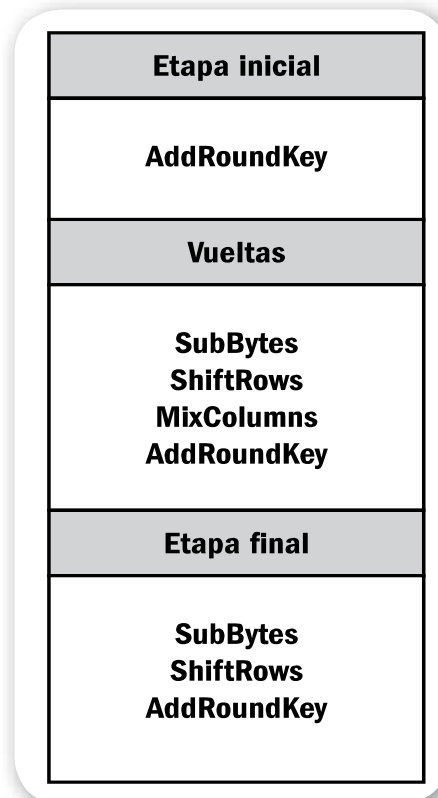 Etapa inicial
AddRoundKey
Vueltas
SubBytes
ShiftRows
MixColumns
AddRoundKey
Etapa final
SubBytes
ShiftRows
AddRoundKey